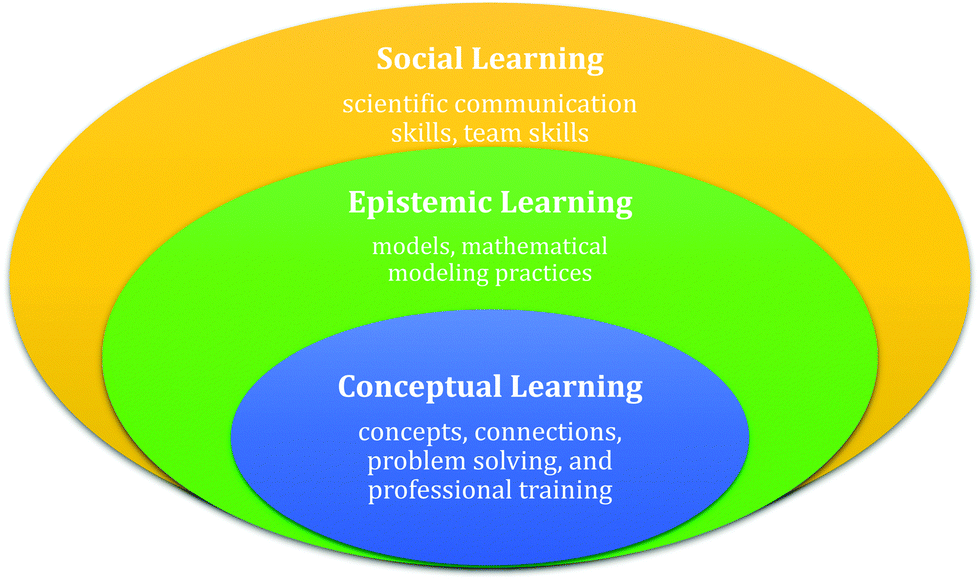 Social Learning
scientific communication
skills, team skills
Epistemic Learning
models, mathematical
modeling practices
Conceptual Learning
concepts, connections,
problem solving, and
professional training